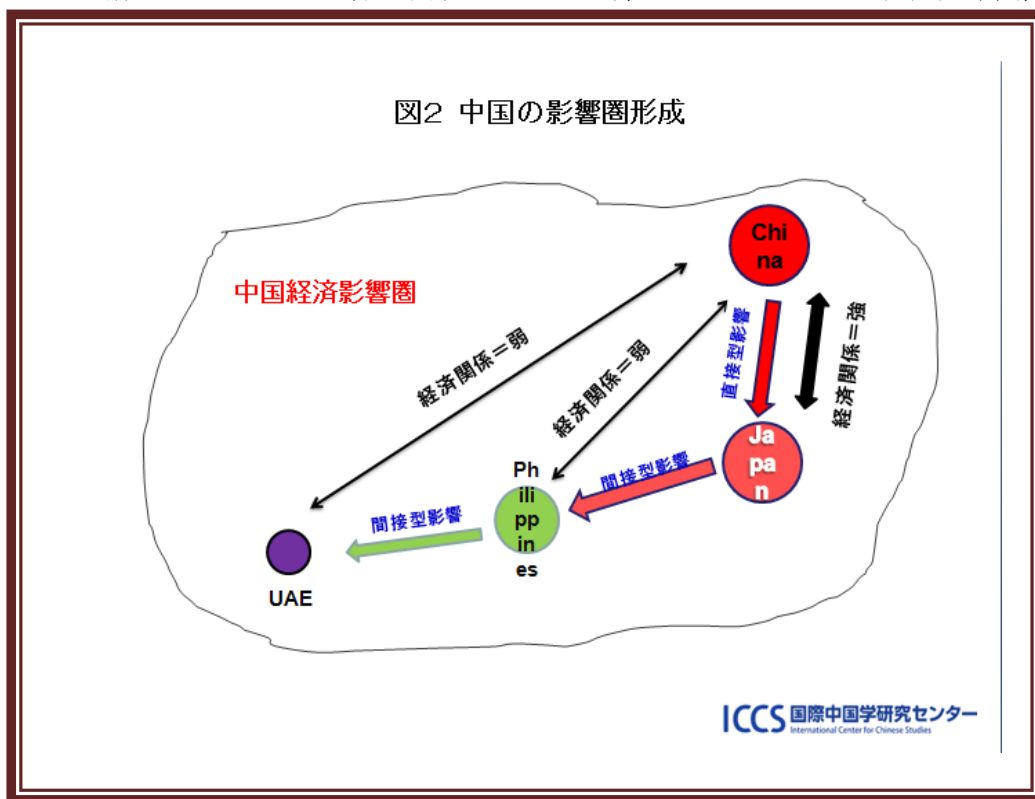 図2 中国の影響圏形成
Chi
na
中国経済影響圏
経済関係＝弱
経済関係＝弱
直接型影響
経済関係＝強
Ja
pa
n
間接型影響
Ph
ili
pp
in
es
間接型影響
UAE
ICCS 国際中国学研究センター
International Center for Chinese Studies